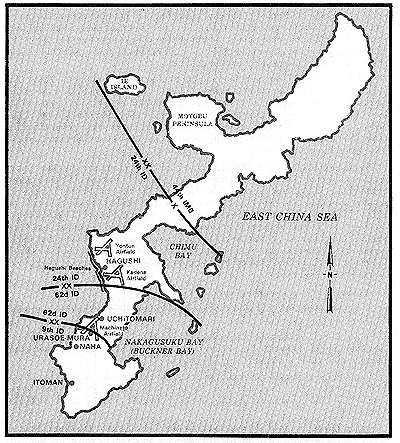 IE
ISLAND
MOTOBU
PENINSULA
XX
24th ID
44th IMB
X
EAST CHINA SEA
CHIMU
BAY
Yontan
Airfield
HAGUSHI
Hagushi Beaches
Kadena
Airfield
24th ID
XX
62d ID
-N-
62d ID
XX
9th ID
UCHITOMARI
Machinato
Airfield
URASOE-MURA
NAHA
NAKAGUSUKU BAY
(BUCKNER BAY)
ITOMAN